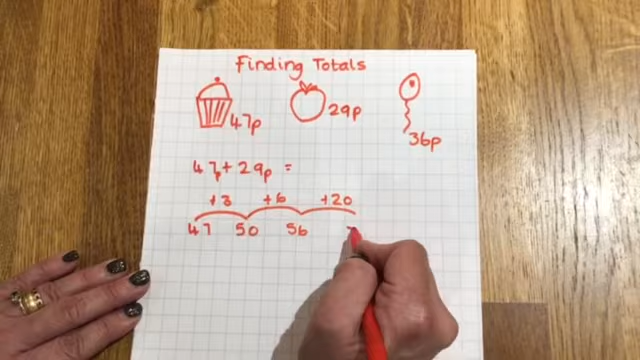 Finding Totals
47p 29p 36p
47p + 29p =
+3 +6 +20
47 50 56